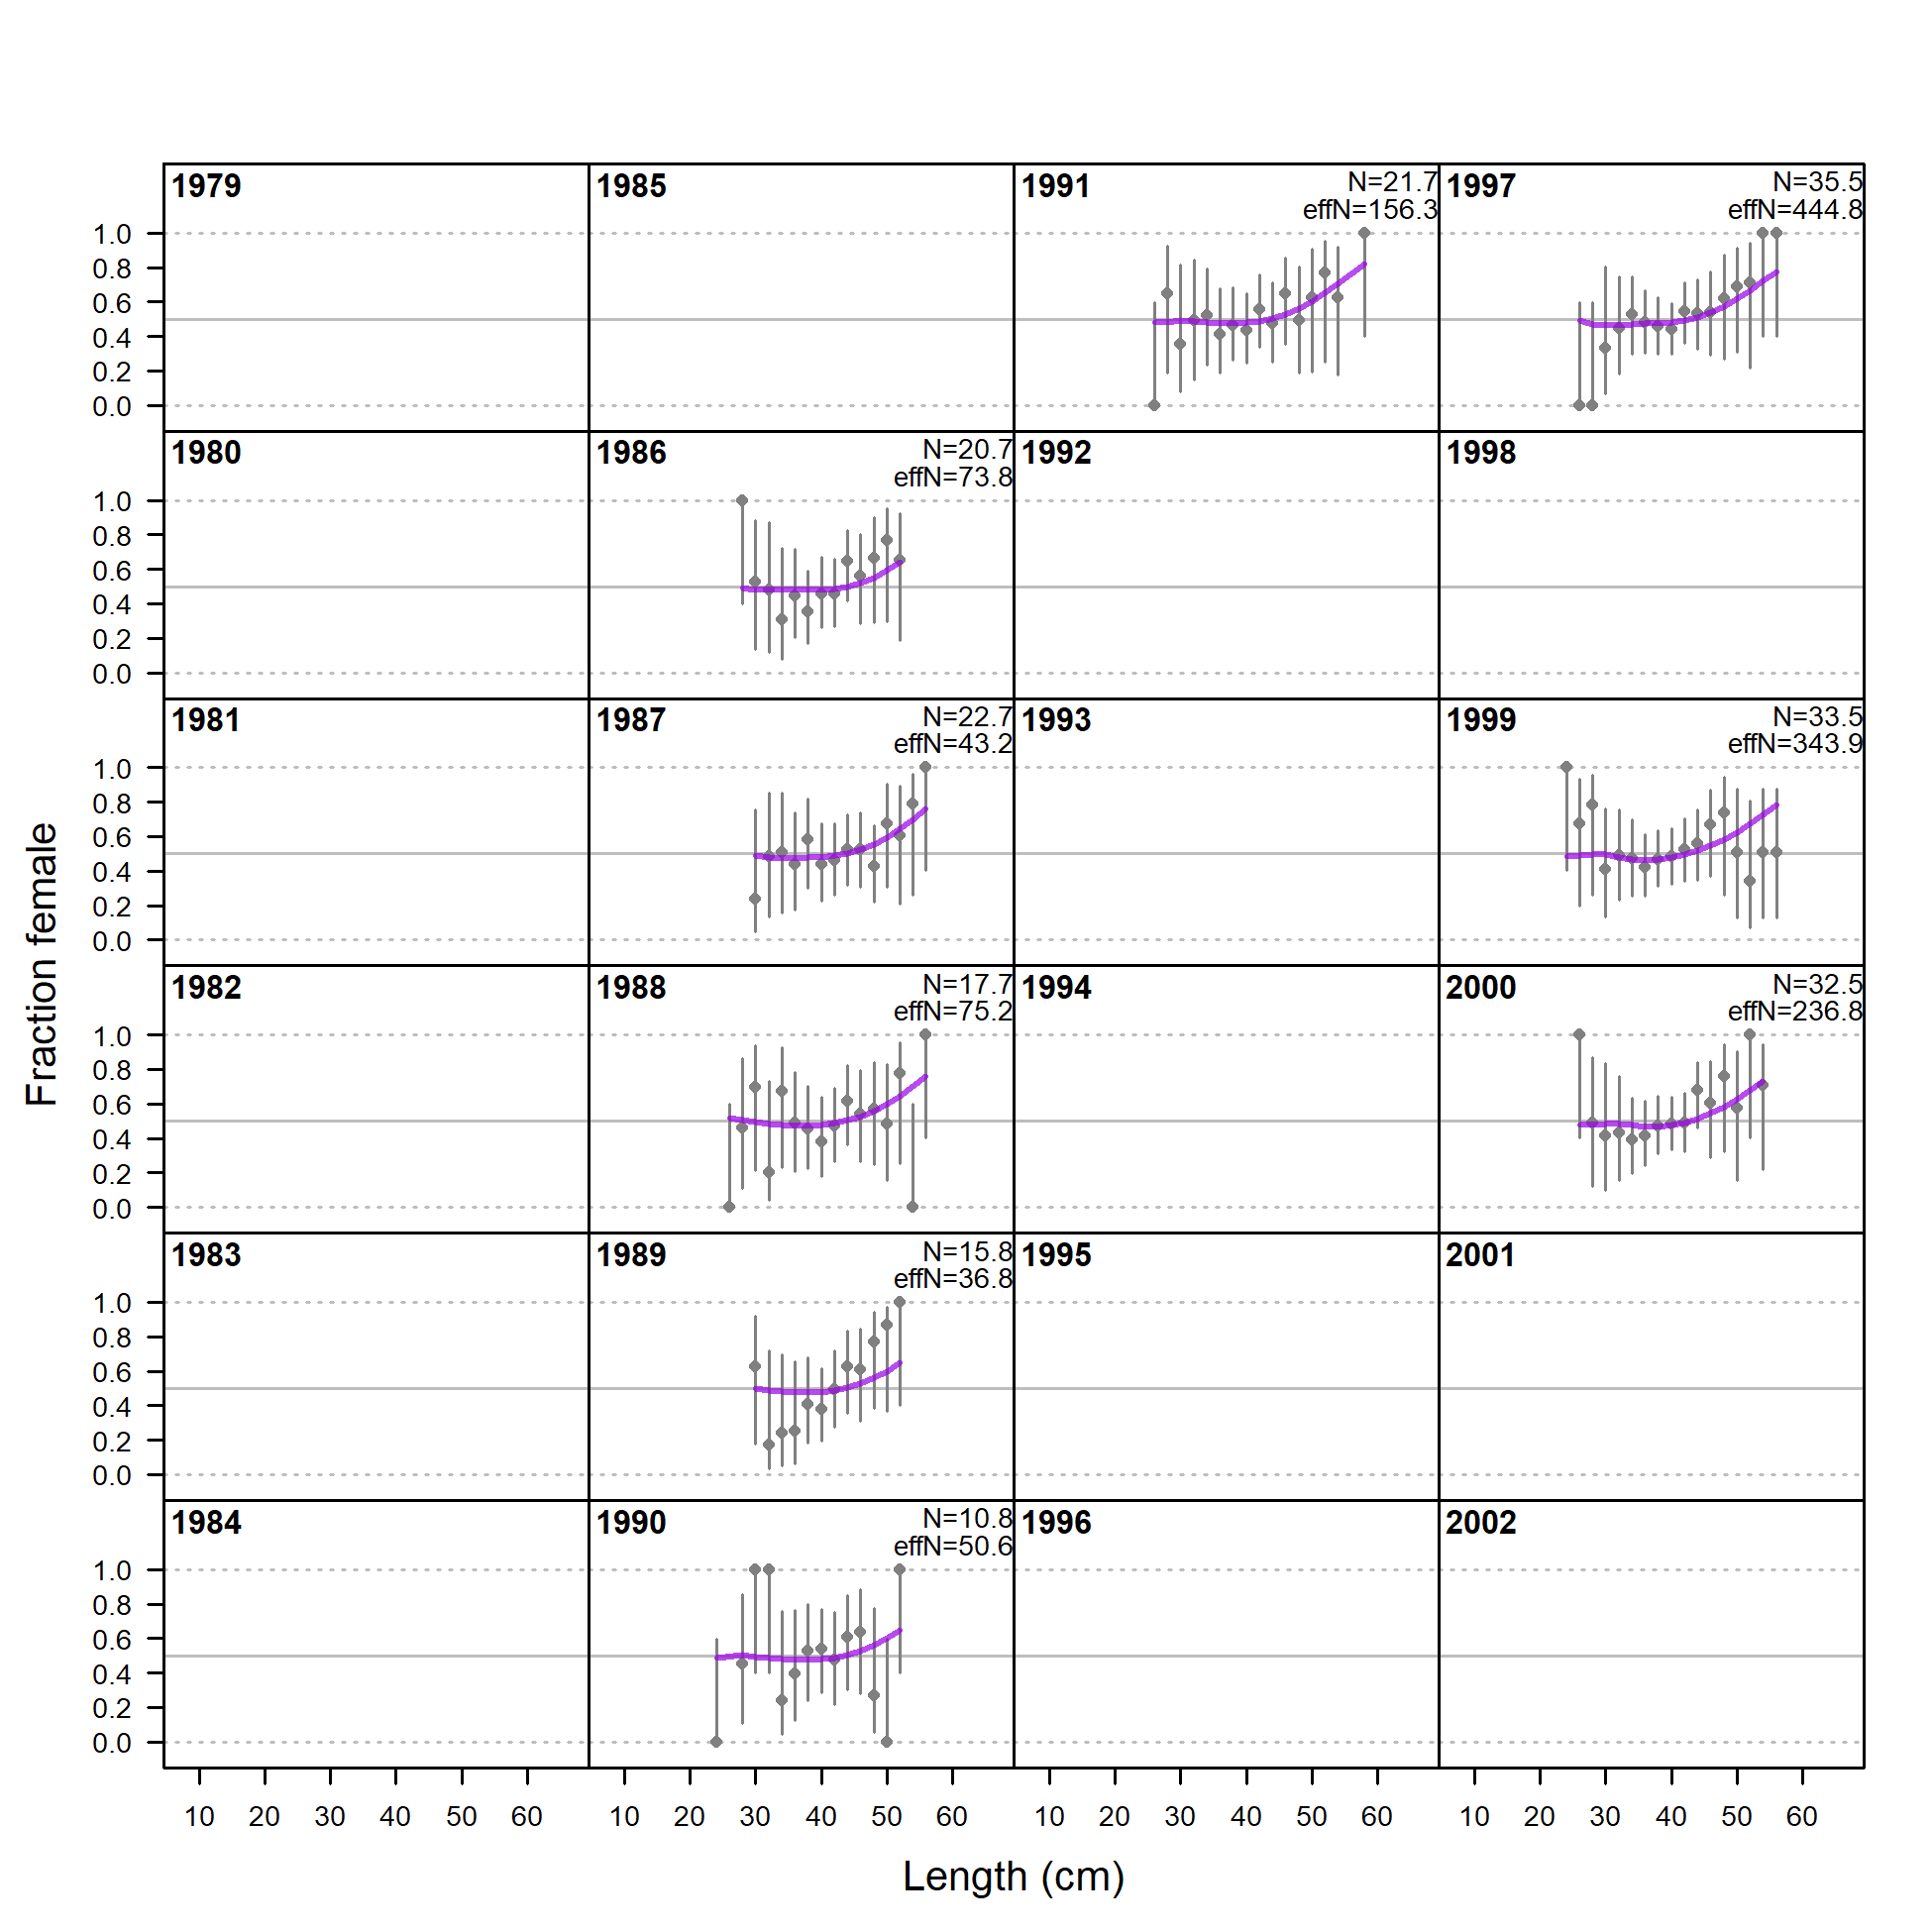 1979 1985 1991 N=21.7 1997 N=35.5
effN=156.3 effN=444.8
1.0
0.8
0.6
0.4
0.2
0.0
1980 1986 N=20.7 1992 1998
effN=73.8
1.0
0.8
0.6
0.4
0.2
0.0
1981 1987 N=22.7 1993 1999 N=33.5
effN=43.2 effN=343.9
1.0
0.8
0.6
0.4
0.2
0.0
Fraction female
1982 1988 N=17.7 1994 2000 N=32.5
effN=75.2 effN=236.8
1.0
0.8
0.6
0.4
0.2
0.0
1983 1989 N=15.8 1995 2001
effN=36.8
1.0
0.8
0.6
0.4
0.2
0.0
1984 1990 N=10.8 1996 2002
effN=50.6
1.0
0.8
0.6
0.4
0.2
0.0
10 20 30 40 50 60 10 20 30 40 50 60 10 20 30 40 50 60 10 20 30 40 50 60
Length (cm)